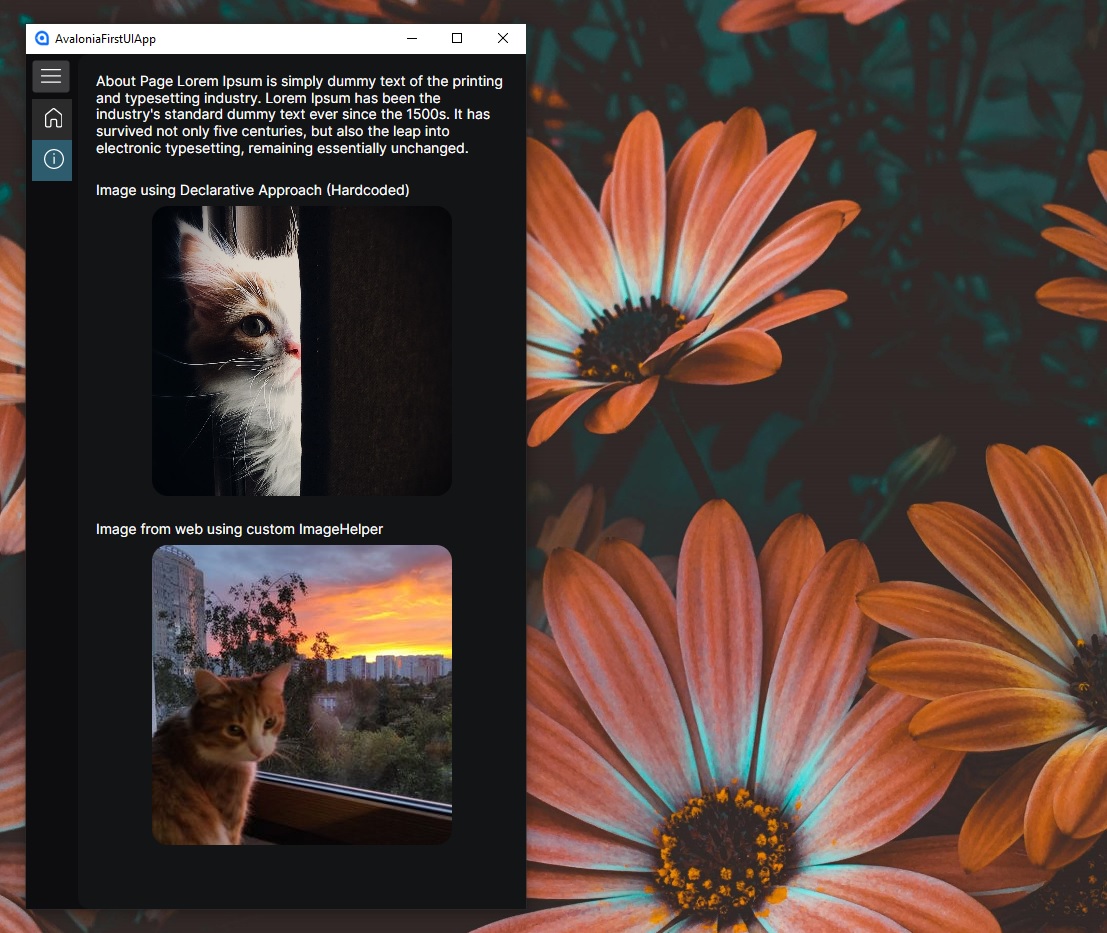 AvaloniaFirstUIApp
About Page Lorem Ipsum is simply dummy text of the printing
and typesetting industry. Lorem Ipsum has been the
industry's standard dummy text ever since the 1500s. It has
survived not only five centuries, but also the leap into
electronic typesetting, remaining essentially unchanged.
Image using Declarative Approach (Hardcoded)
Image from web using custom ImageHelper